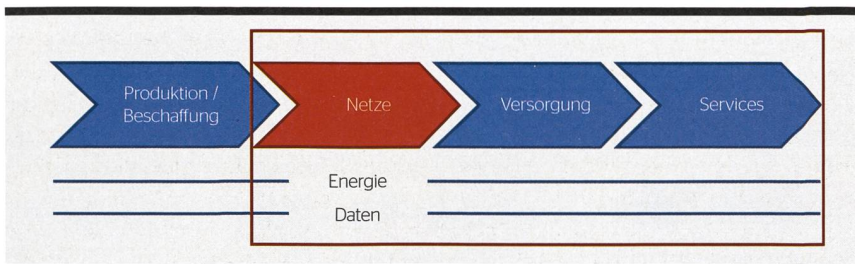 Produktion /
Beschaffung
Netze
Versorgung
Services
Energie
Daten